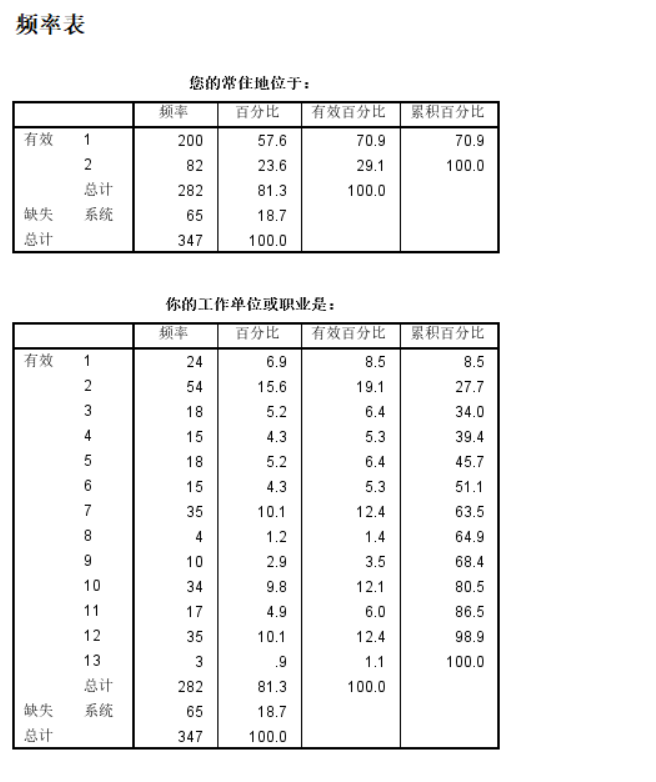 频率表
您的常住地位于：
频率 百分比 有效百分比 累积百分比
有效 1 200 57.6 70.9 70.9
2 82 23.6 29.1 100.0
总计 282 81.3 100.0
缺失 系统 65 18.7
总计 347 100.0
你的工作单位或职业是：
频率 百分比 有效百分比 累积百分比
有效 1 24 6.9 8.5 8.5
2 54 15.6 19.1 27.7
3 18 5.2 6.4 34.0
4 15 4.3 5.3 39.4
5 18 5.2 6.4 45.7
6 15 4.3 5.3 51.1
7 35 10.1 12.4 63.5
8 4 1.2 1.4 64.9
9 10 2.9 3.5 68.4
10 34 9.8 12.1 80.5
11 17 4.9 6.0 86.5
12 35 10.1 12.4 98.9
13 3 .9 1.1 100.0
总计 282 81.3 100.0
缺失 系统 65 18.7
总计 347 100.0